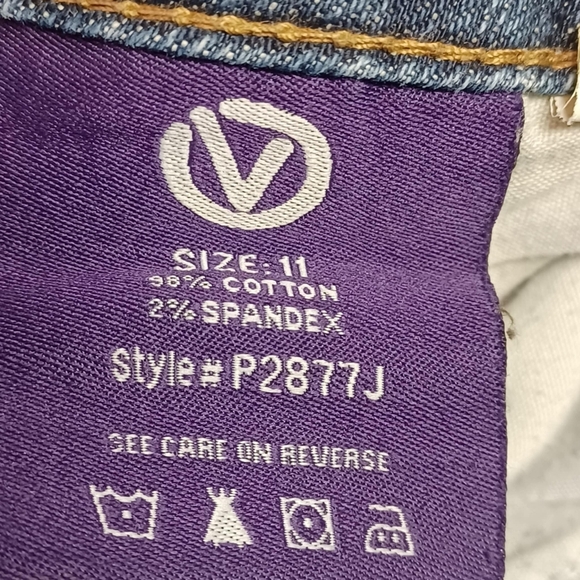 V
SIZE: 11
98% COTTON
2% SPANDEX
Style# P2877J
SEE CARE ON REVERSE